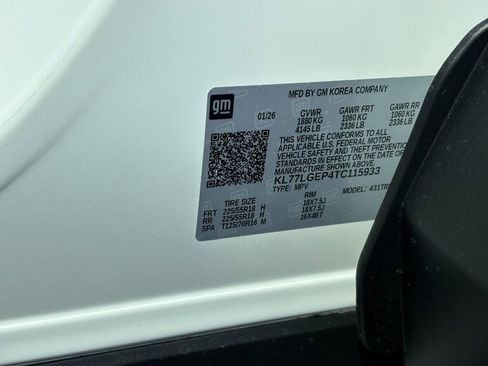 gm
MFD BY GM KOREA COMPANY
01/26 GVWR GAWR FRT GAWR RR
1880 KG 1060 KG 1060 KG
4145 LB 2336 LB 2336 LB
THIS VEHICLE CONFORMS TO ALL
APPLICABLE U.S. FEDERAL MOTOR
VEHICLE SAFETY AND THEFT PREVENTION
STANDARDS IN EFFECT ON THE DATE OF
MANUFACTURE SHOWN ABOVE.
KL77LGEP4TC115933
TYPE: MPV MODEL: 431TR
TIRE SIZE RIM
FRT 225/55R18 H 18X7.5J
RR 225/55R18 H 18X7.5J
SPA T125/70R16 M 16X4BT